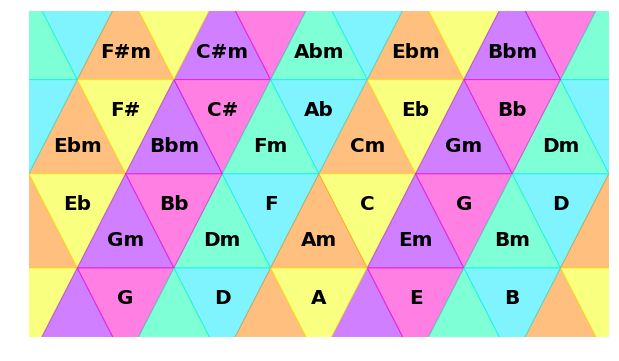 F#m C#m Abm Ebm Bbm
F# C# Ab Eb Bb
Ebm Bbm Fm Cm Gm Dm
Eb Bb F C G D
Gm Dm Am Em Bm
G D A E B